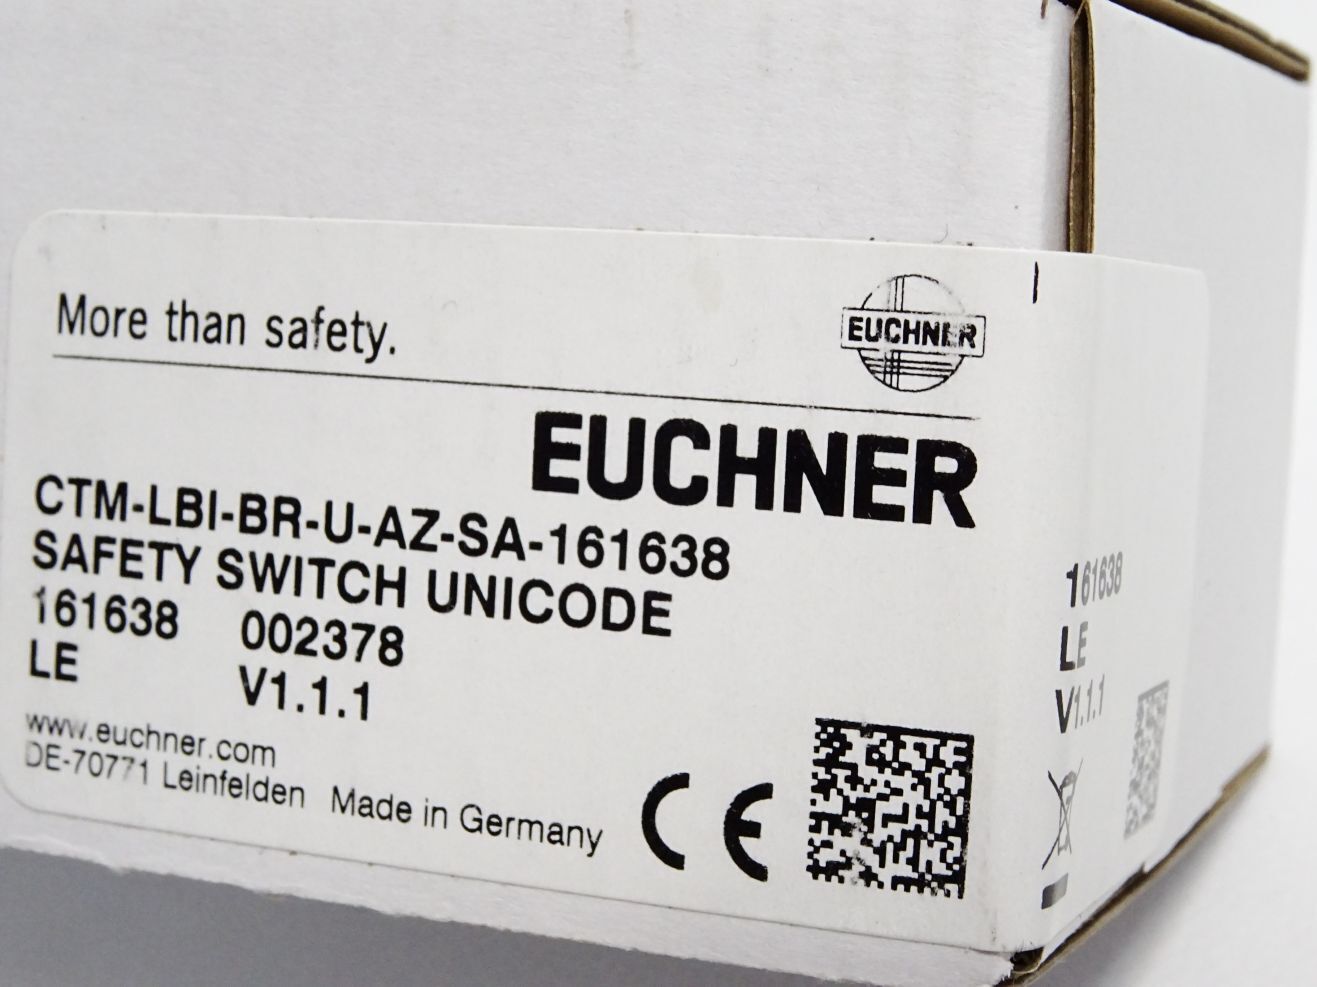 More than safety.
EUCHNER
EUCHNER
CTM-LBI-BR-U-AZ-SA-161638
SAFETY SWITCH UNICODE
161638 002378
LE V1.1.1
www.euchner.com
DE-70771 Leinfelden Made in Germany
CE
161638
LE
V1.1.1